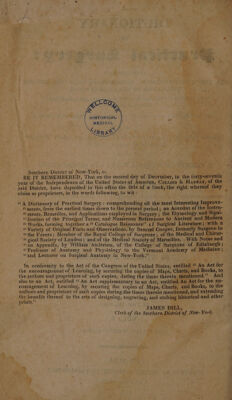 WELLCOME
HISTORICAL
MEDICAL
LIBRARY
Southern District of New-York, ss.
BE IT REMEMBERED, That on the second day of December, in the forty-seventh
year of the Independence of the United States of America, Collins & Hannay, of the
said District, have deposited in this office the title of a book, the right whereof they
claim as proprietors, in the words following, to wit:
"A Dictionary of Practical Surgery: comprehending all the most interesting Improve-
ments, from the earliest times down to the present period; an Account of the Instru-
ments, Remedies, and Applications employed in Surgery; the Etymology and Signi-
fication of the Principal Terms; and Numerous References to Ancient and Modern
Works, forming together a "Catalogue Raisonnee" of Surgical Literature; with a
Variety of Original Facts and Observations, by Samuel Cooper, formerly Surgeon to
the Forces; Member of the Royal College of Surgeons; of the Medical and Chirur-
gical Society of London; and of the Medical Society of Marseilles. With Notes and
an Appendix, by William Anderson, of the College of Surgeons of Edinburgh;
Professor of Anatomy and Physiology in the Vermont Academy of Medicine;
and Lecturer on Surgical Anatomy in New-York."
In conformity to the Act of the Congress of the United States, entitled "An Act for
the encouragement of Learning, by securing the copies of Maps, Charts, and Books, to
the authors and proprietors of such copies, during the times therein mentioned." And
also to an Act, entitled "An Act supplementary to an Act, entitled An Act for the en-
couragement of Learning, by securing the copies of Maps, Charts, and Books, to the
authors and proprietors of such copies during the times therein mentioned, and extending
the benefits thereof to the arts of designing, engraving, and etching historical and other
prints."
JAMES DILL,
Clerk of the Southern District of New-York.